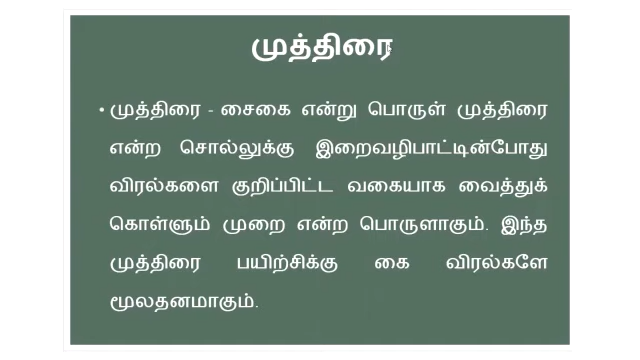 முத்திரை
• முத்திரை - சைகை என்று பொருள் முத்திரை
என்ற சொல்லுக்கு இறைவழிபாட்டின்போது
விரல்களை குறிப்பிட்ட வகையாக வைத்துக்
கொள்ளும் முறை என்ற பொருளாகும். இந்த
முத்திரை பயிற்சிக்கு கை விரல்களே
மூலதனமாகும்.